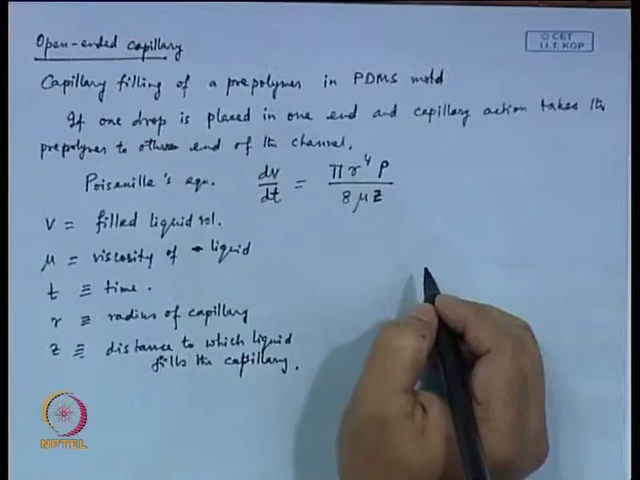 Open-ended capillary
© CET
I.I.T. KGP
Capillary filling of a prepolymer in PDMS mold
If one drop is placed in one end and capillary action takes the
prepolymer to other end of the channel.
Poiseuille's eqn. dv/dt = πr⁴P / 8μz
v = filled liquid vol.
μ = viscosity of liquid
t ≡ time.
r ≡ radius of capillary
z ≡ distance to which liquid
fills the capillary.
NPTEL